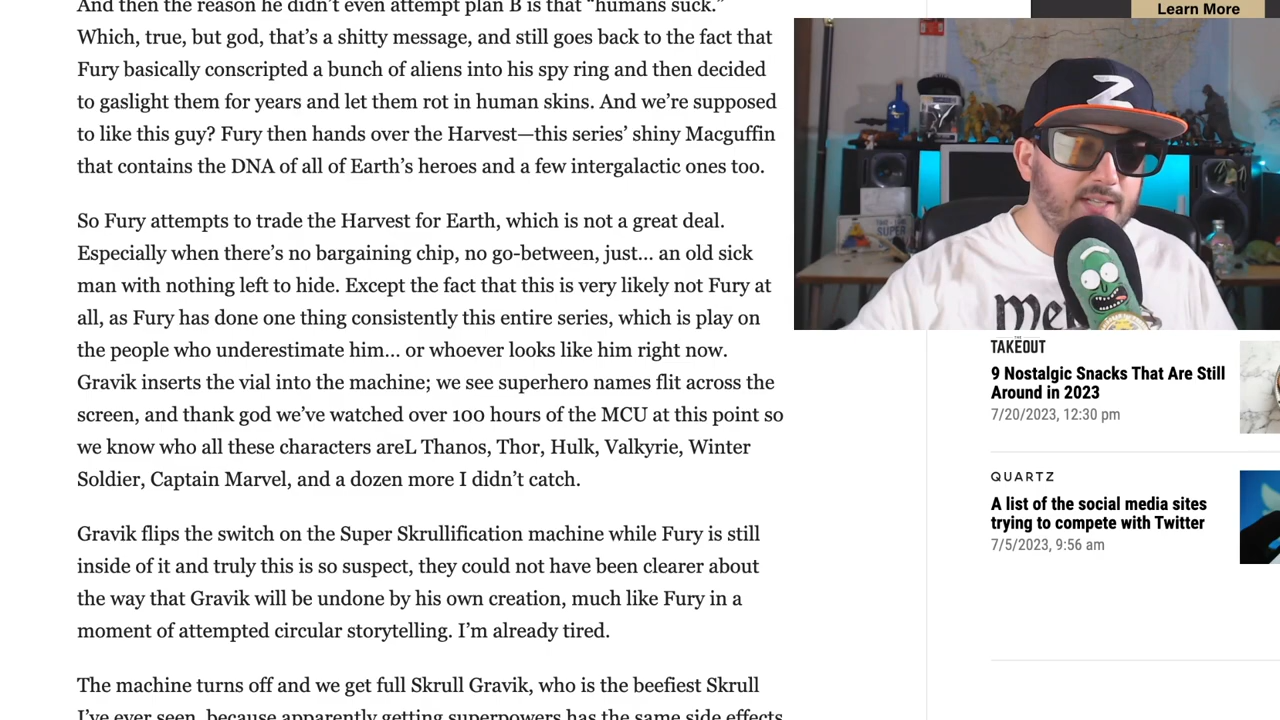 And then the reason he didn’t even attempt plan B is that “humans suck.”
Which, true, but god, that’s a shitty message, and still goes back to the fact that
Fury basically conscripted a bunch of aliens into his spy ring and then decided
to gaslight them for years and let them rot in human skins. And we’re supposed
to like this guy? Fury then hands over the Harvest—this series’ shiny Macguffin
that contains the DNA of all of Earth’s heroes and a few intergalactic ones too.
So Fury attempts to trade the Harvest for Earth, which is not a great deal.
Especially when there’s no bargaining chip, no go-between, just… an old sick
man with nothing left to hide. Except the fact that this is very likely not Fury at
all, as Fury has done one thing consistently this entire series, which is play on
the people who underestimate him… or whoever looks like him right now.
Gravik inserts the vial into the machine; we see superhero names flit across the
screen, and thank god we’ve watched over 100 hours of the MCU at this point so
we know who all these characters areL Thanos, Thor, Hulk, Valkyrie, Winter
Soldier, Captain Marvel, and a dozen more I didn’t catch.
Gravik flips the switch on the Super Skrullification machine while Fury is still
inside of it and truly this is so suspect, they could not have been clearer about
the way that Gravik will be undone by his own creation, much like Fury in a
moment of attempted circular storytelling. I’m already tired.
The machine turns off and we get full Skrull Gravik, who is the beefiest Skrull
I’ve ever seen, because apparently getting superpowers has the same side effects
Learn More
Z
SUPER
THE
TAKEOUT
9 Nostalgic Snacks That Are Still
Around in 2023
7/20/2023, 12:30 pm
QUARTZ
A list of the social media sites
trying to compete with Twitter
7/5/2023, 9:56 am